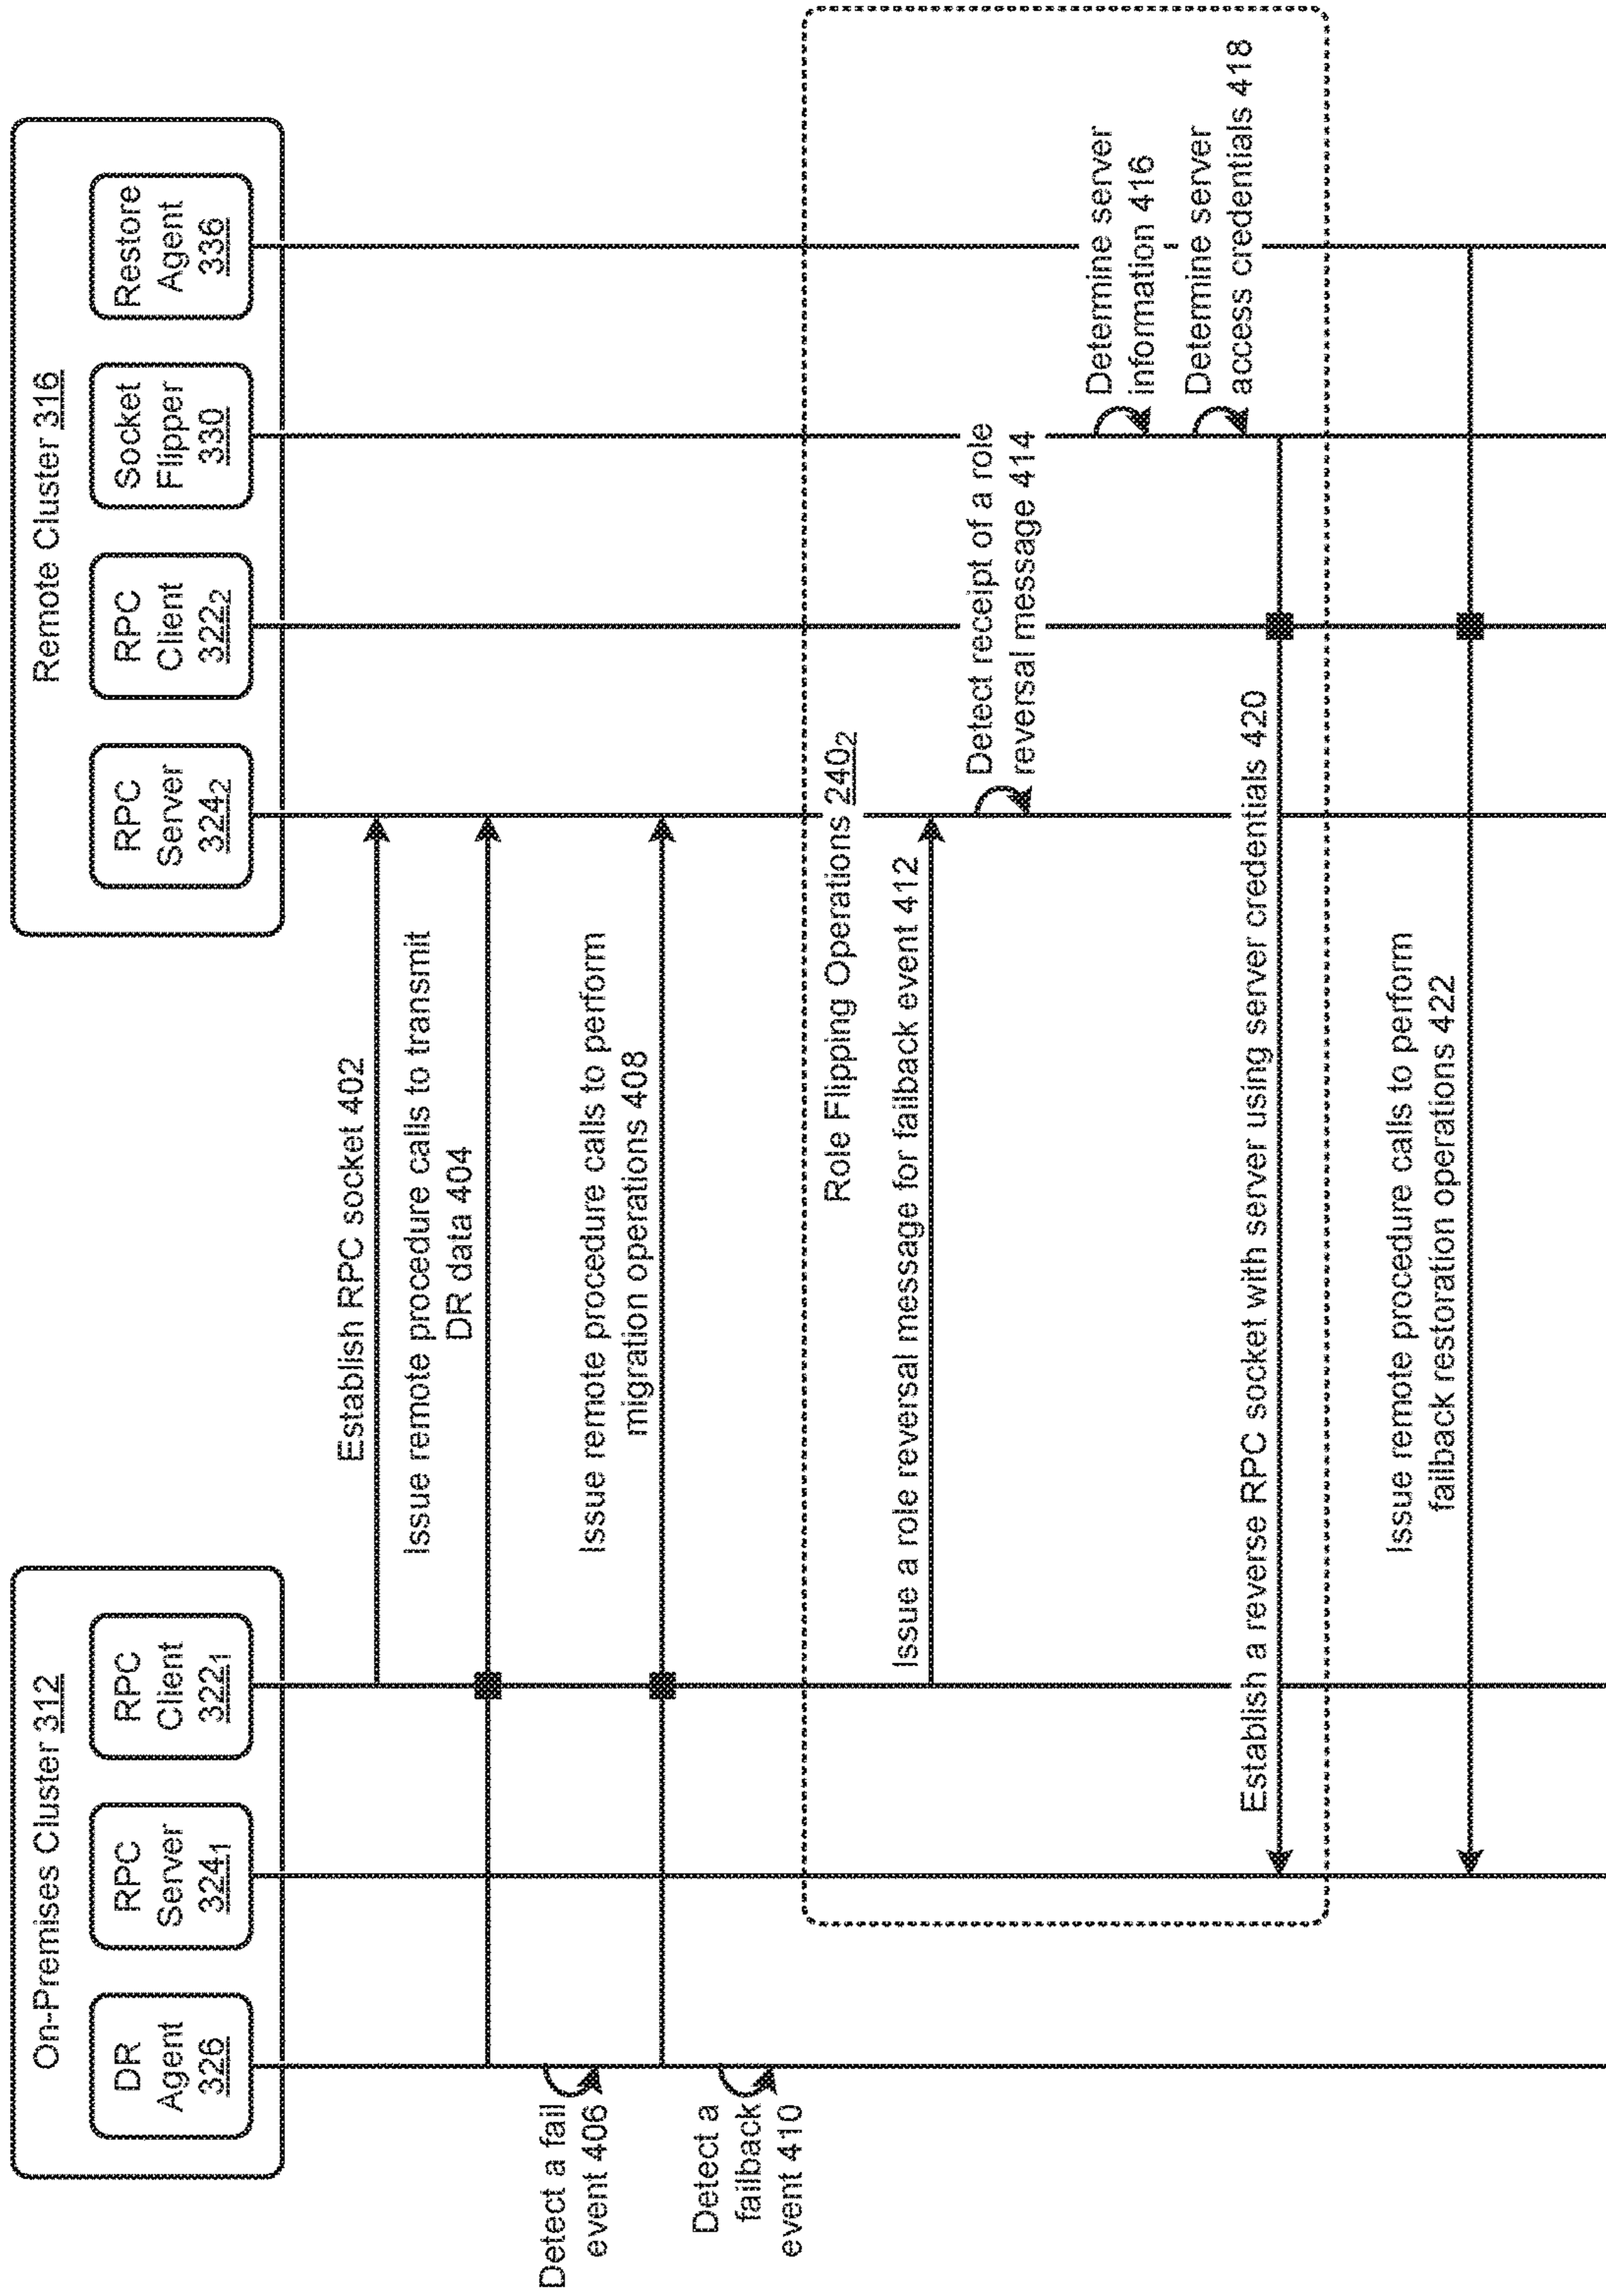 On-Premises Cluster 312
DR
Agent
326
RPC
Server
324₁
RPC
Client
322₁
Remote Cluster 316
RPC
Server
324₂
RPC
Client
322₂
Socket
Flipper
330
Restore
Agent
336
Establish RPC socket 402
Issue remote procedure calls to transmit
DR data 404
Detect a fail
event 406
Issue remote procedure calls to perform
migration operations 408
Detect a
failback
event 410
Role Flipping Operations 240₂
Issue a role reversal message for failback event 412
Detect receipt of a role
reversal message 414
Determine server
infomation 416
Determine server
access credentials 418
Establish a reverse RPC socket with server using server credentials 420
Issue remote procedure calls to perform
failback restoration operations 422